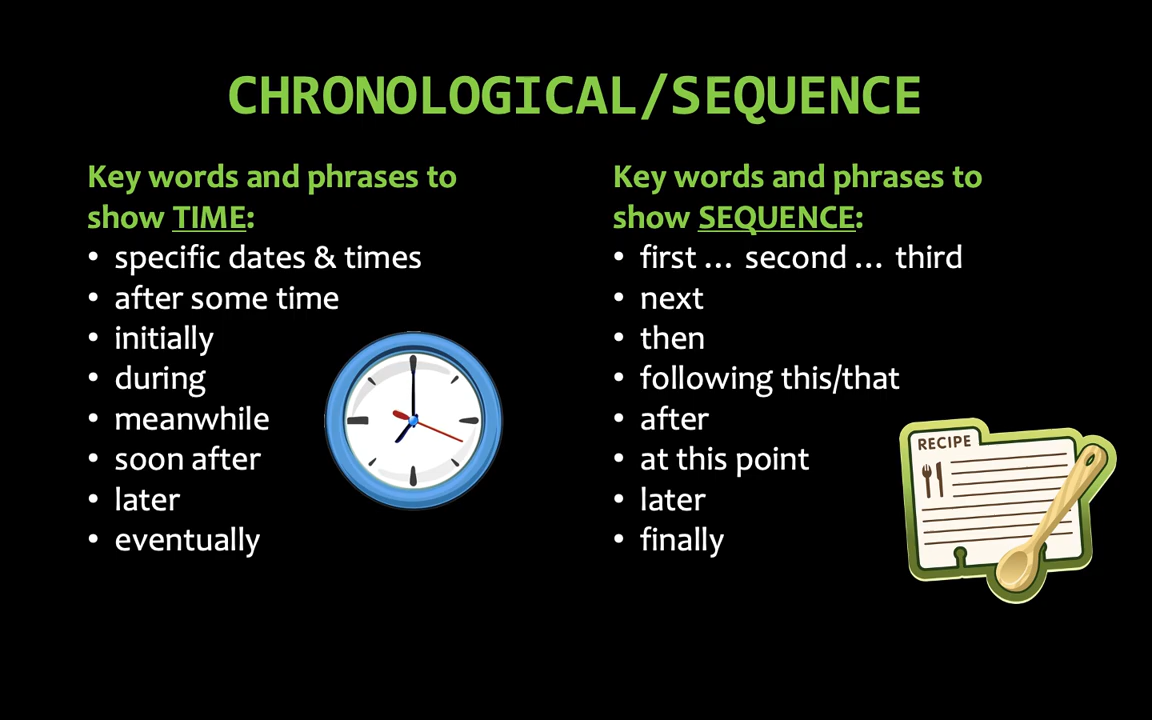 CHRONOLOGICAL/SEQUENCE
Key words and phrases to
show TIME:
• specific dates & times
• after some time
• initially
• during
• meanwhile
• soon after
• later
• eventually
Key words and phrases to
show SEQUENCE:
• first … second … third
• next
• then
• following this/that
• after
• at this point
• later
• finally
RECIPE